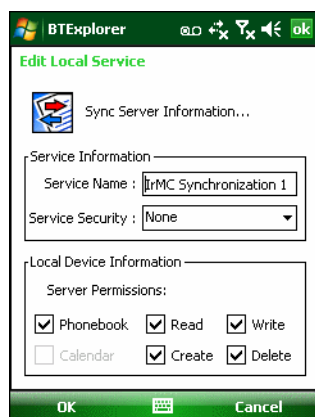 BTExplorer ok
Edit Local Service
Sync Server Information...
Service Information
Service Name : IrMC Synchronization 1
Service Security : None
Local Device Information
Server Permissions:
Phonebook Read Write
Calendar Create Delete
OK Cancel